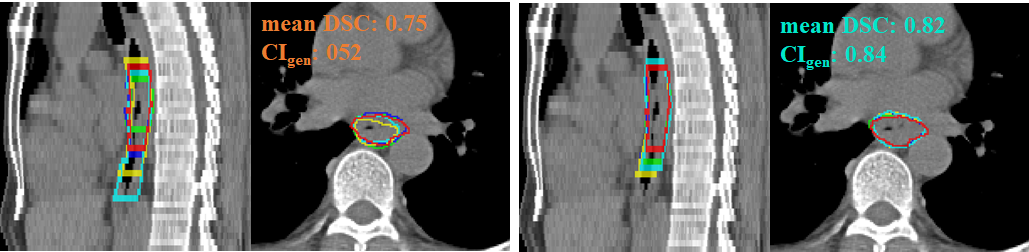 mean DSC: 0.75
CIgen: 052
mean DSC: 0.82
CIgen: 0.84